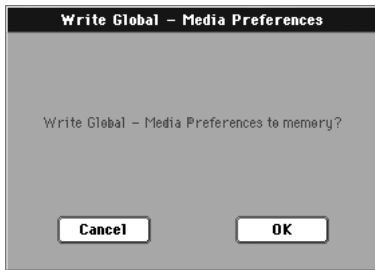 Write Global – Media Preferences
Write Global – Media Preferences to memory?
Cancel OK